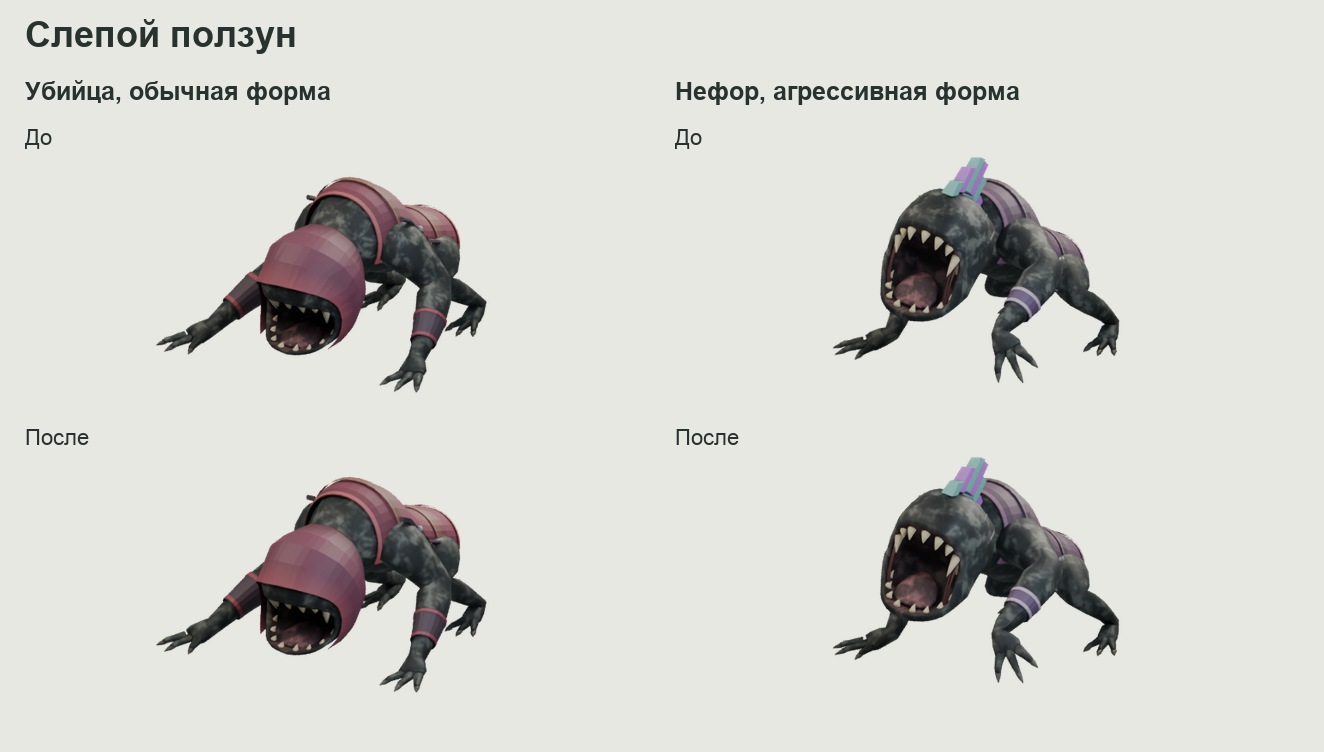 Слепой ползун
Убийца, обычная форма
Нефор, агрессивная форма
До
До
После
После